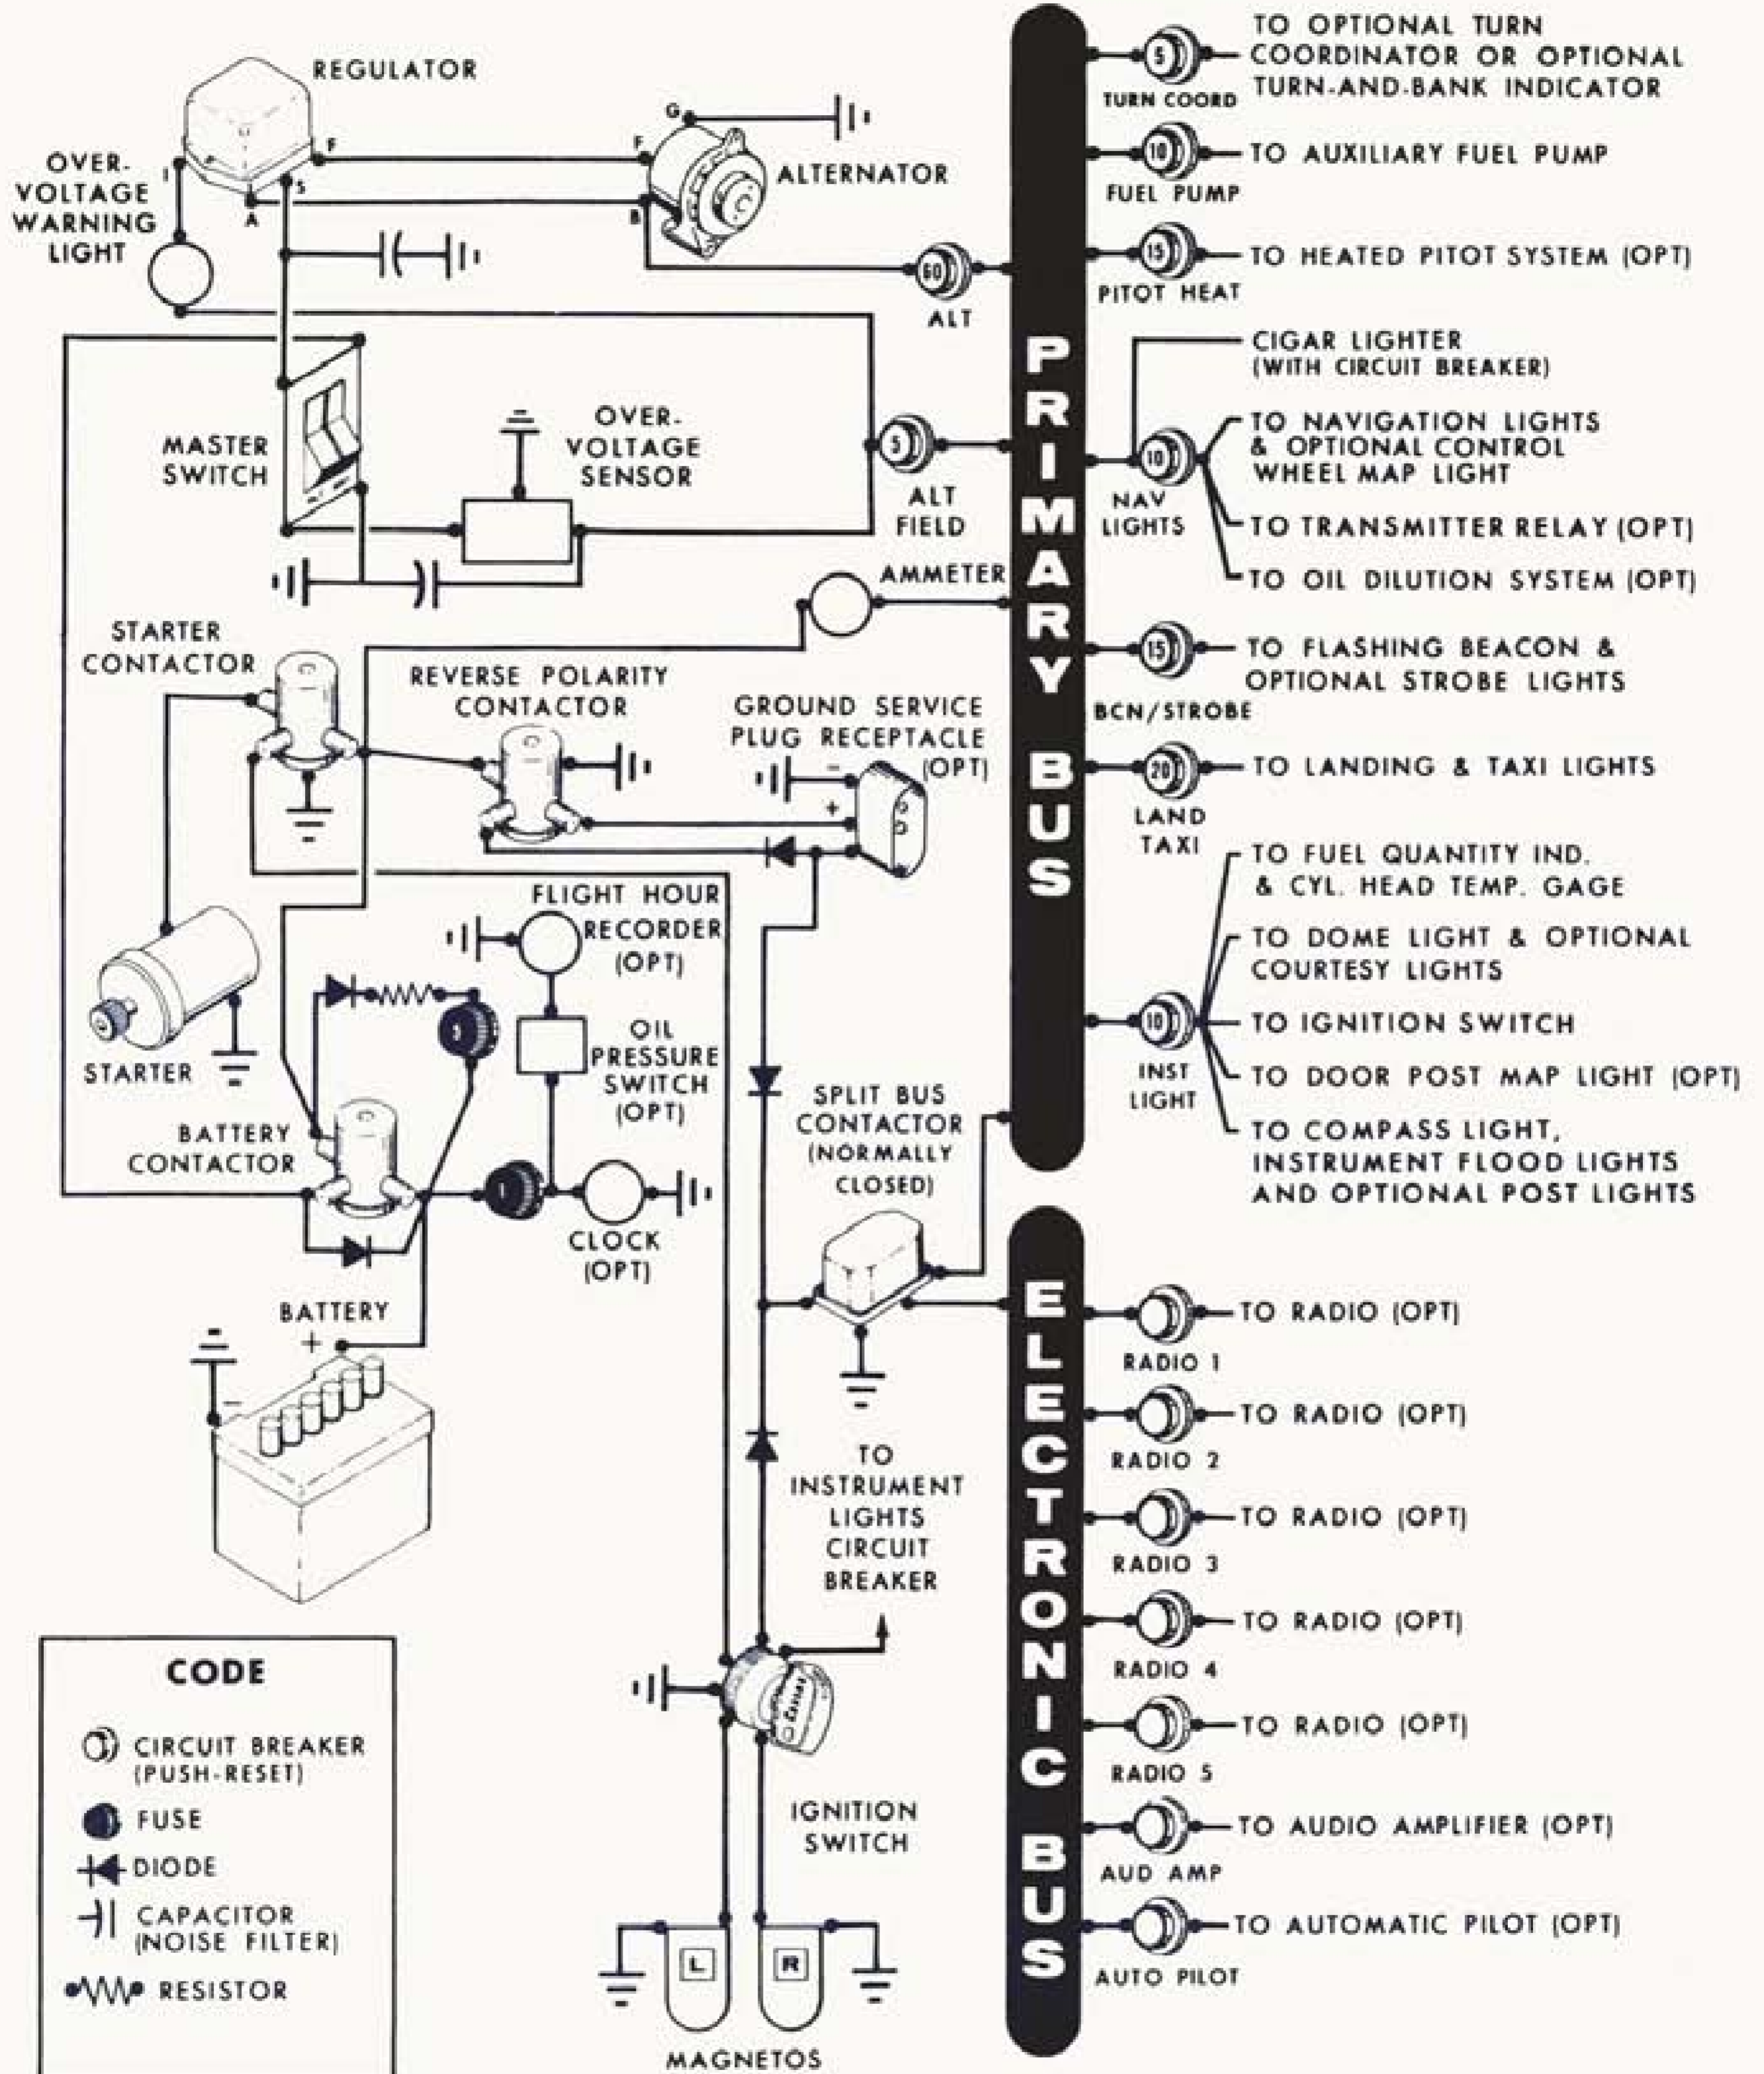 REGULATOR
OVER-
VOLTAGE
WARNING
LIGHT
I
F
S
A
G
F
B
ALTERNATOR
60
ALT
MASTER
SWITCH
OVER-
VOLTAGE
SENSOR
5
ALT
FIELD
AMMETER
STARTER
CONTACTOR
REVERSE POLARITY
CONTACTOR
GROUND SERVICE
PLUG RECEPTACLE
(OPT)
−
+
FLIGHT HOUR
RECORDER
(OPT)
OIL
PRESSURE
SWITCH
(OPT)
STARTER
BATTERY
CONTACTOR
CLOCK
(OPT)
BATTERY
+
−
SPLIT BUS
CONTACTOR
(NORMALLY
CLOSED)
TO
INSTRUMENT
LIGHTS
CIRCUIT
BREAKER
IGNITION
SWITCH
L
R
MAGNETOS
CODE
CIRCUIT BREAKER
(PUSH-RESET)
FUSE
DIODE
CAPACITOR
(NOISE FILTER)
RESISTOR
PRIMARY BUS
5
TURN COORD
TO OPTIONAL TURN
COORDINATOR OR OPTIONAL
TURN-AND-BANK INDICATOR
10
FUEL PUMP
TO AUXILIARY FUEL PUMP
15
PITOT HEAT
TO HEATED PITOT SYSTEM (OPT)
CIGAR LIGHTER
(WITH CIRCUIT BREAKER)
10
NAV
LIGHTS
TO NAVIGATION LIGHTS
& OPTIONAL CONTROL
WHEEL MAP LIGHT
TO TRANSMITTER RELAY (OPT)
TO OIL DILUTION SYSTEM (OPT)
15
BCN/STROBE
TO FLASHING BEACON &
OPTIONAL STROBE LIGHTS
20
LAND
TAXI
TO LANDING & TAXI LIGHTS
10
INST
LIGHT
TO FUEL QUANTITY IND.
& CYL. HEAD TEMP. GAGE
TO DOME LIGHT & OPTIONAL
COURTESY LIGHTS
TO IGNITION SWITCH
TO DOOR POST MAP LIGHT (OPT)
TO COMPASS LIGHT,
INSTRUMENT FLOOD LIGHTS
AND OPTIONAL POST LIGHTS
ELECTRONIC BUS
TO RADIO (OPT)
RADIO 1
TO RADIO (OPT)
RADIO 2
TO RADIO (OPT)
RADIO 3
TO RADIO (OPT)
RADIO 4
TO RADIO (OPT)
RADIO 5
TO AUDIO AMPLIFIER (OPT)
AUD AMP
TO AUTOMATIC PILOT (OPT)
AUTO PILOT